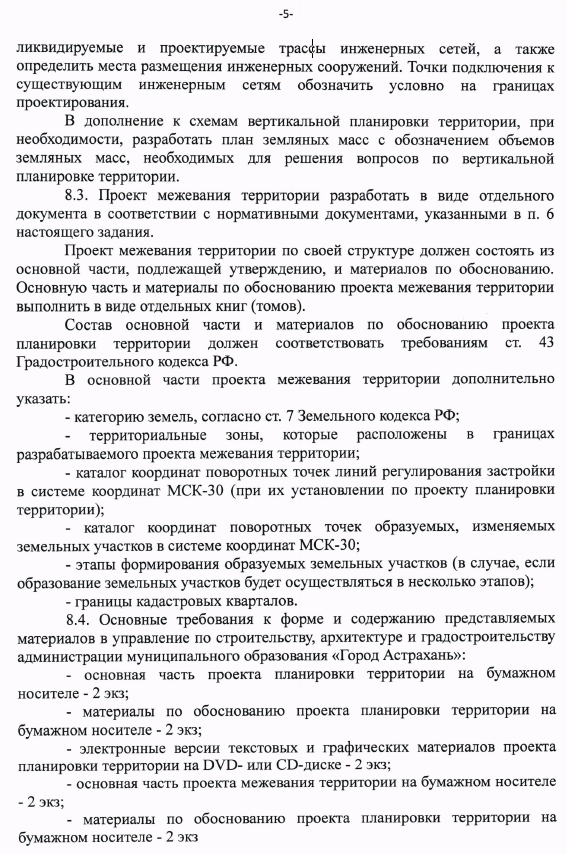 -5-
ликвидируемые и проектируемые трассы инженерных сетей, а также
определить места размещения инженерных сооружений. Точки подключения к
существующим инженерным сетям обозначить условно на границах
проектирования.
В дополнение к схемам вертикальной планировки территории, при
необходимости, разработать план земляных масс с обозначением объемов
земляных масс, необходимых для решения вопросов по вертикальной
планировке территории.
8.3. Проект межевания территории разработать в виде отдельного
документа в соответствии с нормативными документами, указанными в п. 6
настоящего задания.
Проект межевания территории по своей структуре должен состоять из
основной части, подлежащей утверждению, и материалов по обоснованию.
Основную часть и материалы по обоснованию проекта межевания территории
выполнить в виде отдельных книг (томов).
Состав основной части и материалов по обоснованию проекта
планировки территории должен соответствовать требованиям ст. 43
Градостроительного кодекса РФ.
В основной части проекта межевания территории дополнительно
указать:
- категорию земель, согласно ст. 7 Земельного кодекса РФ;
- территориальные зоны, которые расположены в границах
разрабатываемого проекта межевания территории;
- каталог координат поворотных точек линий регулирования застройки
в системе координат МСК-30 (при их установлении по проекту планировки
территории);
- каталог координат поворотных точек образуемых, изменяемых
земельных участков в системе координат МСК-30;
- этапы формирования образуемых земельных участков (в случае, если
образование земельных участков будет осуществляться в несколько этапов);
- границы кадастровых кварталов.
8.4. Основные требования к форме и содержанию представляемых
материалов в управление по строительству, архитектуре и градостроительству
администрации муниципального образования «Город Астрахань»:
- основная часть проекта планировки территории на бумажном
носителе - 2 экз;
- материалы по обоснованию проекта планировки территории на
бумажном носителе - 2 экз;
- электронные версии текстовых и графических материалов проекта
планировки территории на DVD- или CD-диске - 2 экз;
- основная часть проекта межевания территории на бумажном носителе
- 2 экз;
- материалы по обоснованию проекта планировки территории на
бумажном носителе - 2 экз